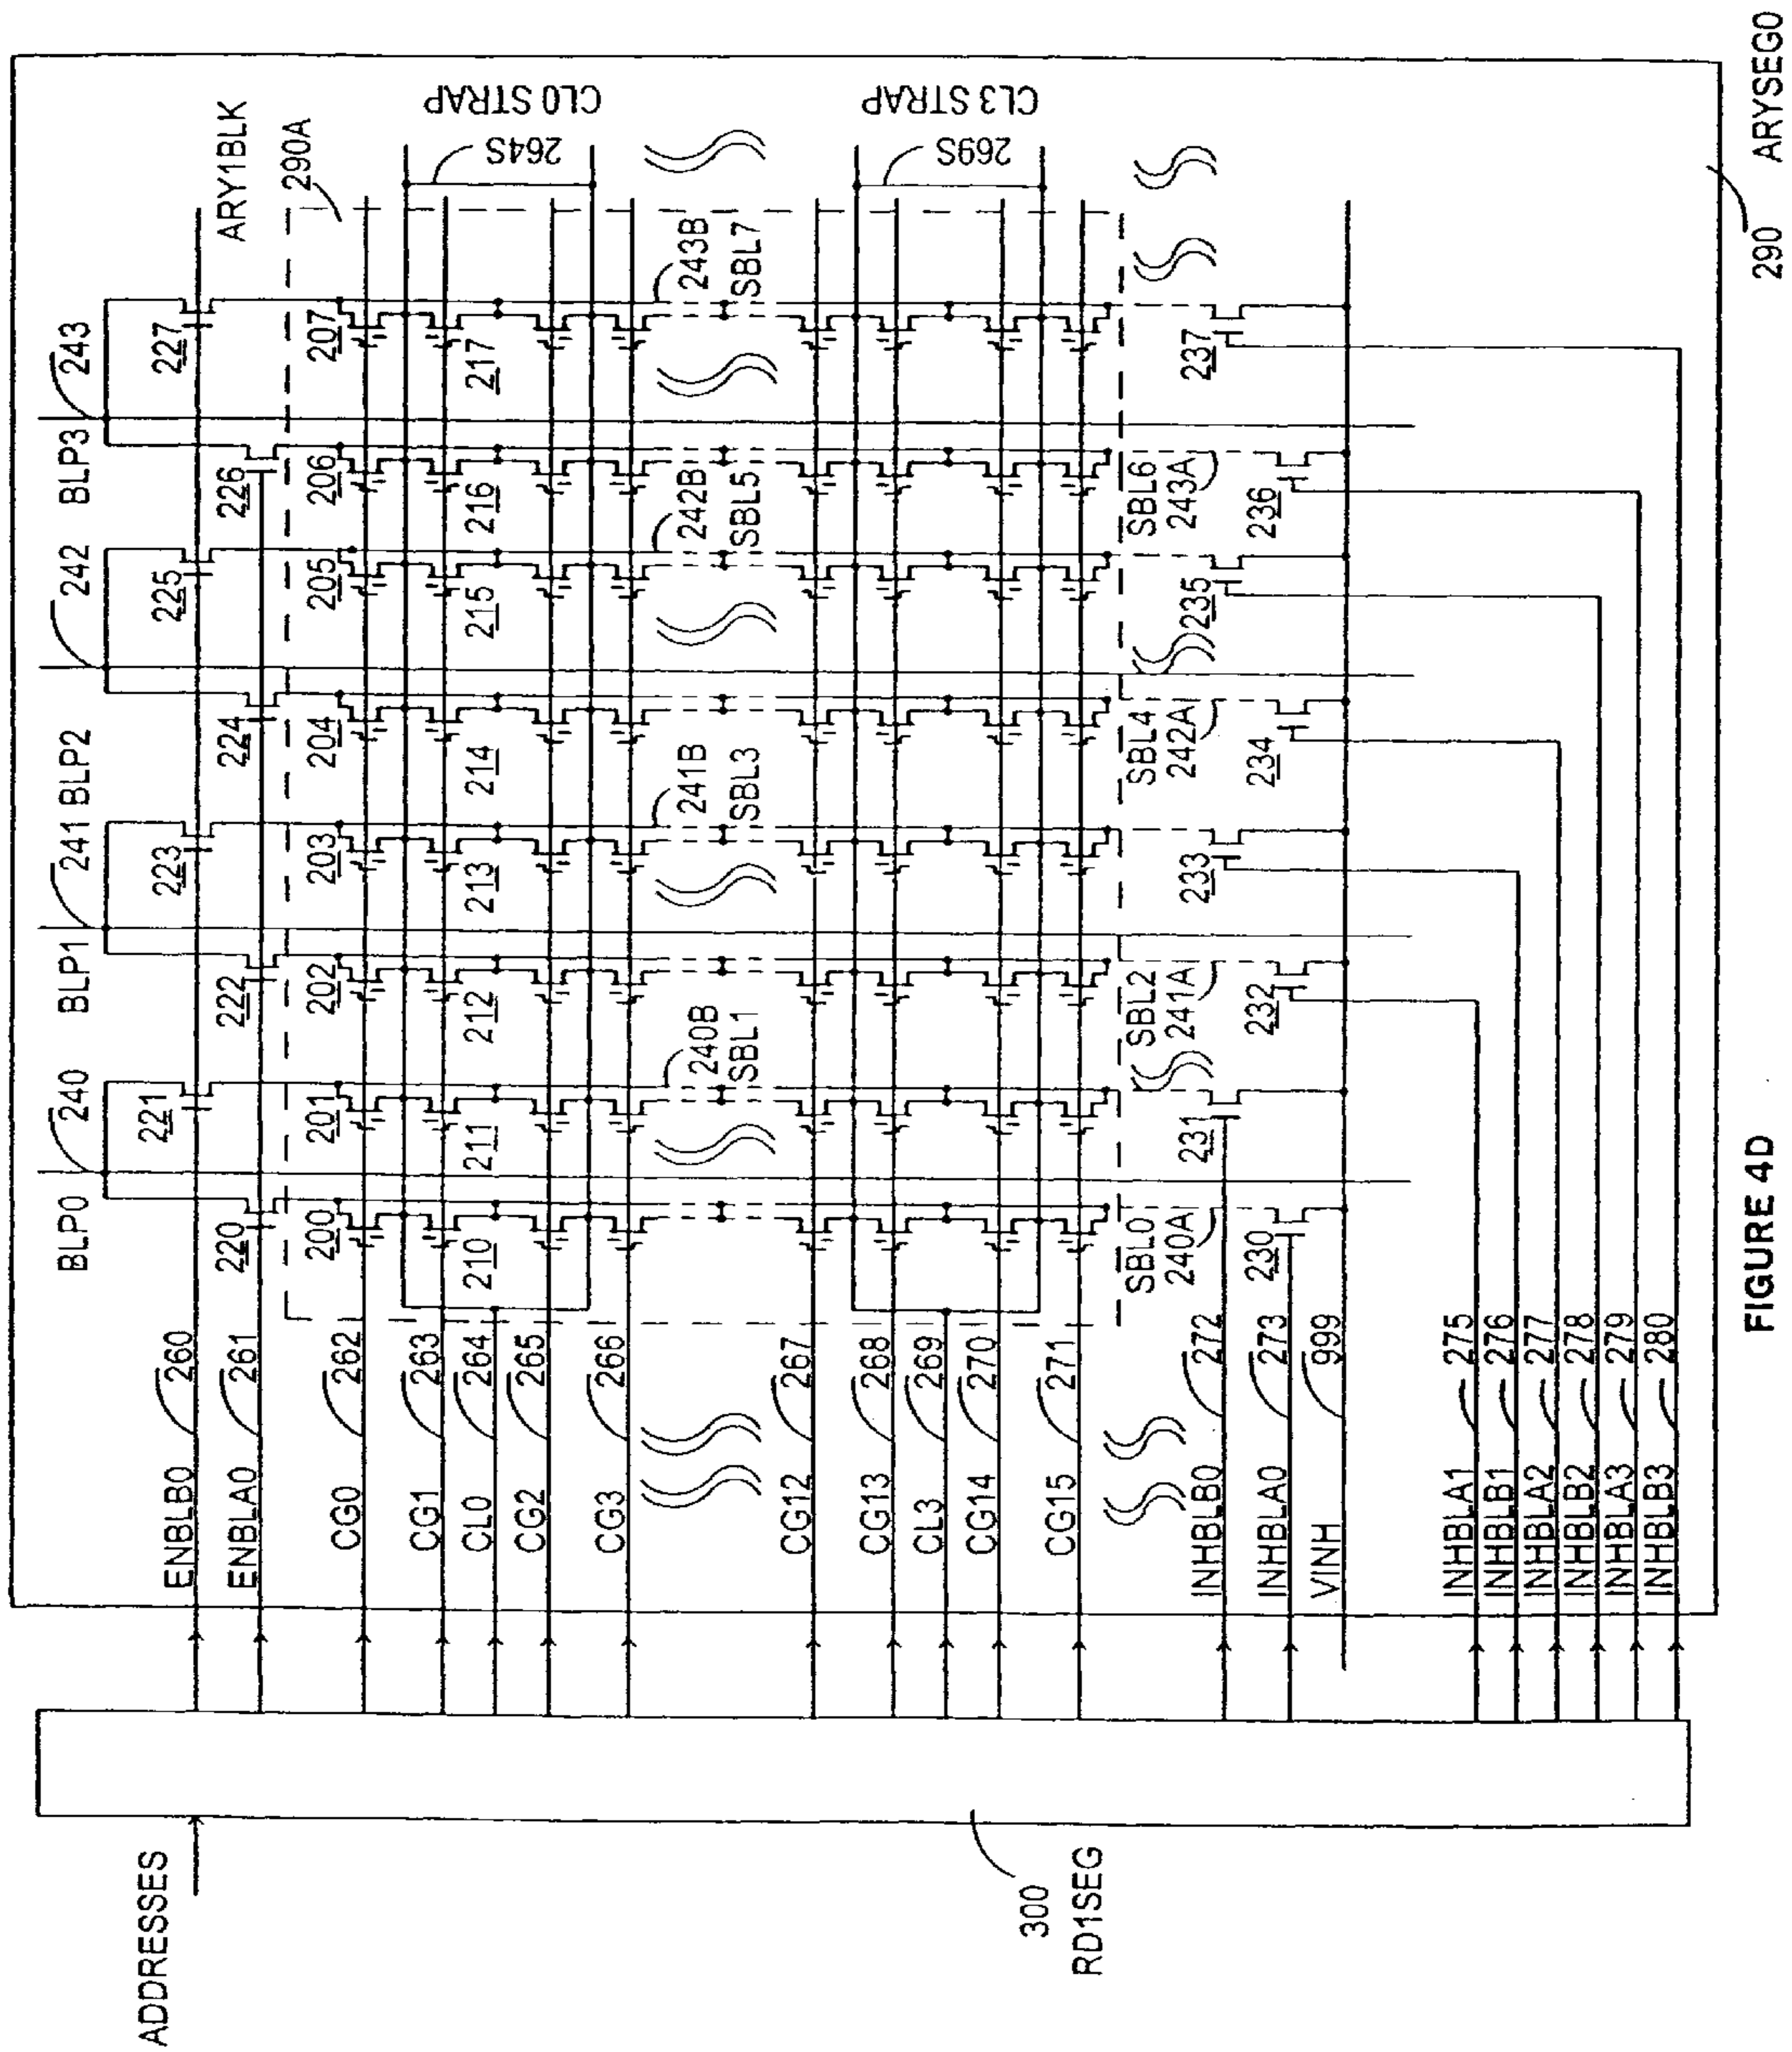 ADDRESSES
300
RD1SEG
ENBLB0 260
ENBLA0 261
CG0 262
CG1 263
CL0 264
CG2 265
CG3 266
CG12 267
CG13 268
CL3 269
CG14 270
CG15 271
INHBLB0 272
INHBLA0 273
VINH 999
INHBLA1 275
INHBLB1 276
INHBLA2 277
INHBLB2 278
INHBLA3 279
INHBLB3 280
BLP0 240
BLP1 241
BLP2 242
BLP3 243
221 223 225 227
220 222 224 226
ARY1BLK
290A
200 201 202 203 204 205 206 207
210 211 212 213 214 215 216 217
264S
CL0 STRAP
240B
SBL1
241B
SBL3
242B
SBL5
243B
SBL7
269S
CL3 STRAP
SBL0
240A
SBL2
241A
SBL4
242A
SBL6
243A
231 233 235 237
230 232 234 236
290 ARYSEG0
FIGURE 4D